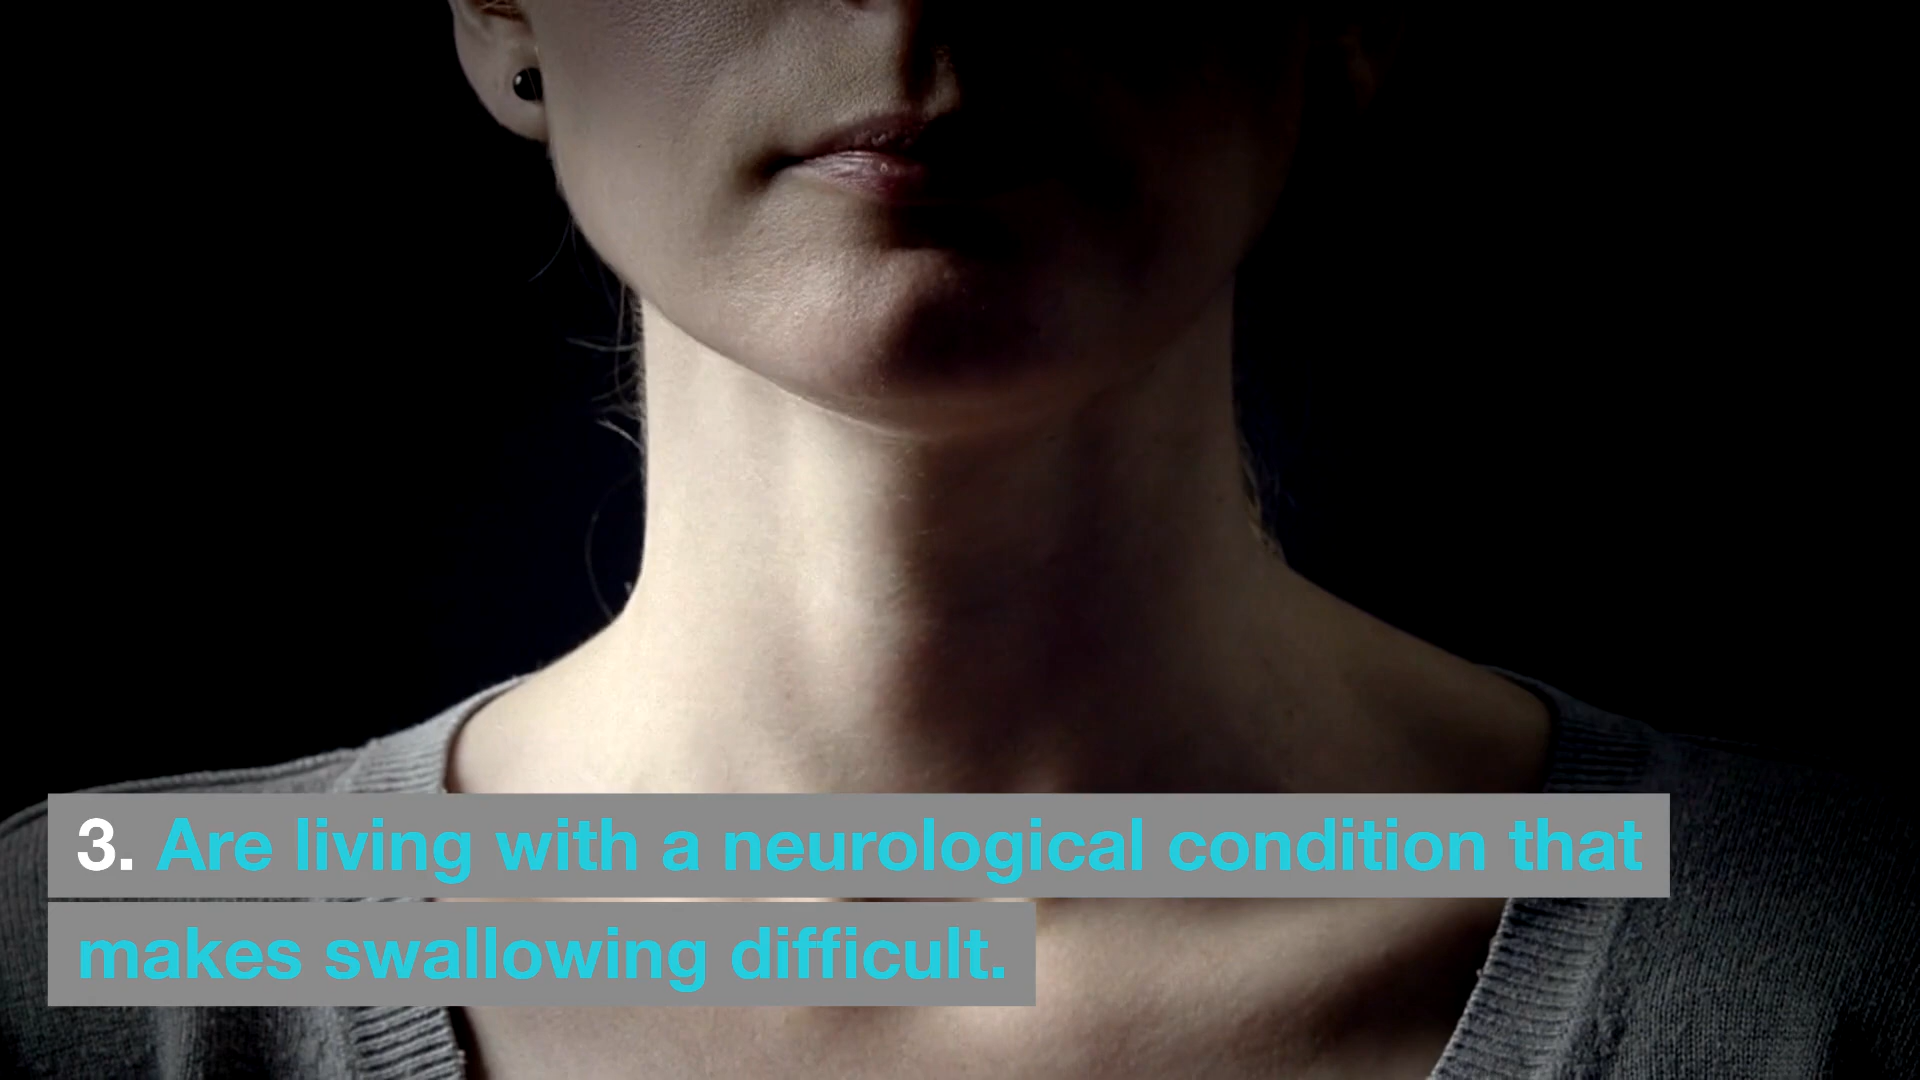 3. Are living with a neurological condition that
makes swallowing difficult.